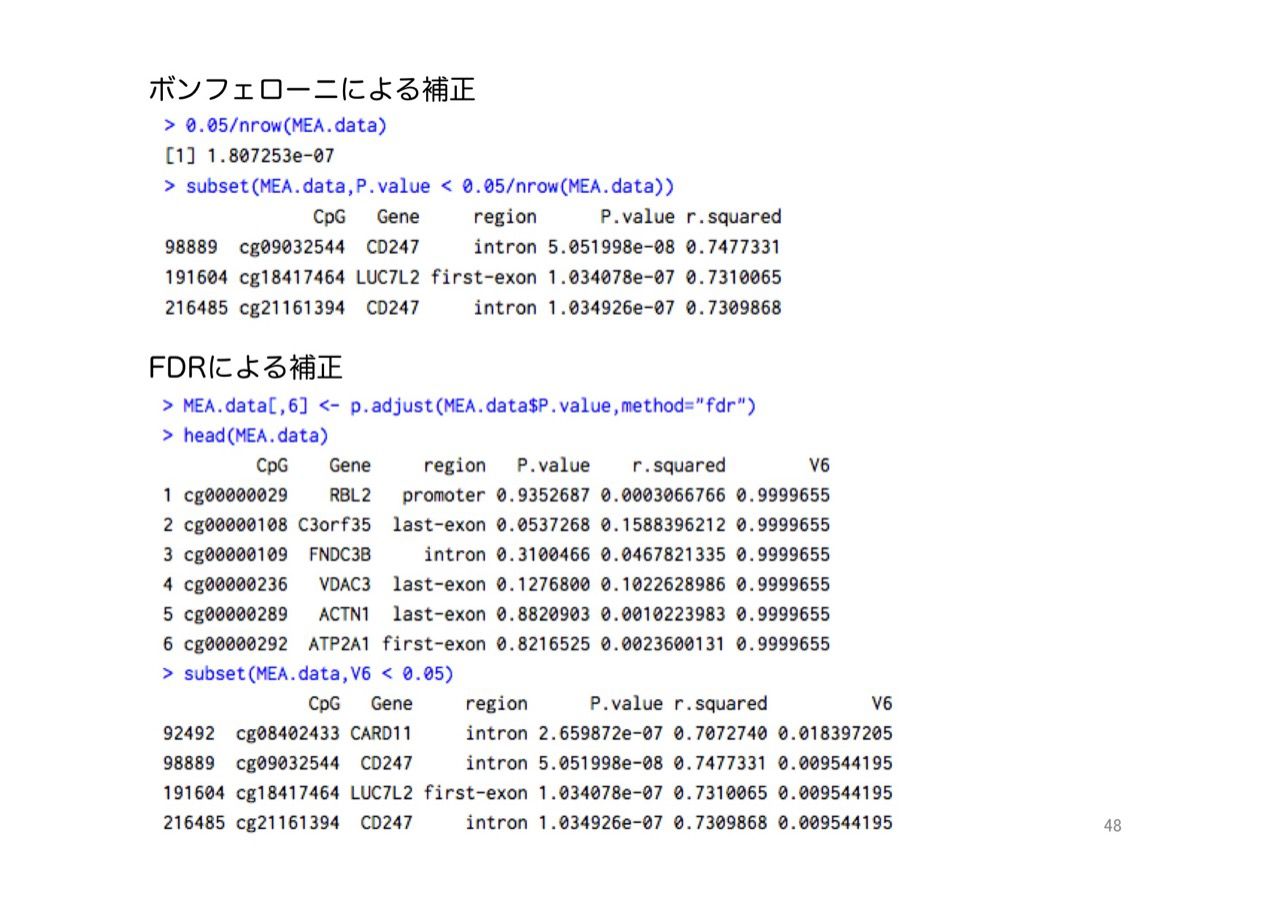 ボンフェローニによる補正
> 0.05/nrow(MEA.data)
[1] 1.807253e-07
> subset(MEA.data,P.value < 0.05/nrow(MEA.data))
CpG Gene region P.value r.squared
98889 cg09032544 CD247 intron 5.051998e-08 0.7477331
191604 cg18417464 LUC7L2 first-exon 1.034078e-07 0.7310065
216485 cg21161394 CD247 intron 1.034926e-07 0.7309868
FDRによる補正
> MEA.data[,6] <- p.adjust(MEA.data$P.value,method="fdr")
> head(MEA.data)
CpG Gene region P.value r.squared V6
1 cg00000029 RBL2 promoter 0.9352687 0.0003066766 0.9999655
2 cg00000108 C3orf35 last-exon 0.0537268 0.1588396212 0.9999655
3 cg00000109 FNDC3B intron 0.3100466 0.0467821335 0.9999655
4 cg00000236 VDAC3 last-exon 0.1276800 0.1022628986 0.9999655
5 cg00000289 ACTN1 last-exon 0.8820903 0.0010223983 0.9999655
6 cg00000292 ATP2A1 first-exon 0.8216525 0.0023600131 0.9999655
> subset(MEA.data,V6 < 0.05)
CpG Gene region P.value r.squared V6
92492 cg08402433 CARD11 intron 2.659872e-07 0.7072740 0.018397205
98889 cg09032544 CD247 intron 5.051998e-08 0.7477331 0.009544195
191604 cg18417464 LUC7L2 first-exon 1.034078e-07 0.7310065 0.009544195
216485 cg21161394 CD247 intron 1.034926e-07 0.7309868 0.009544195
48